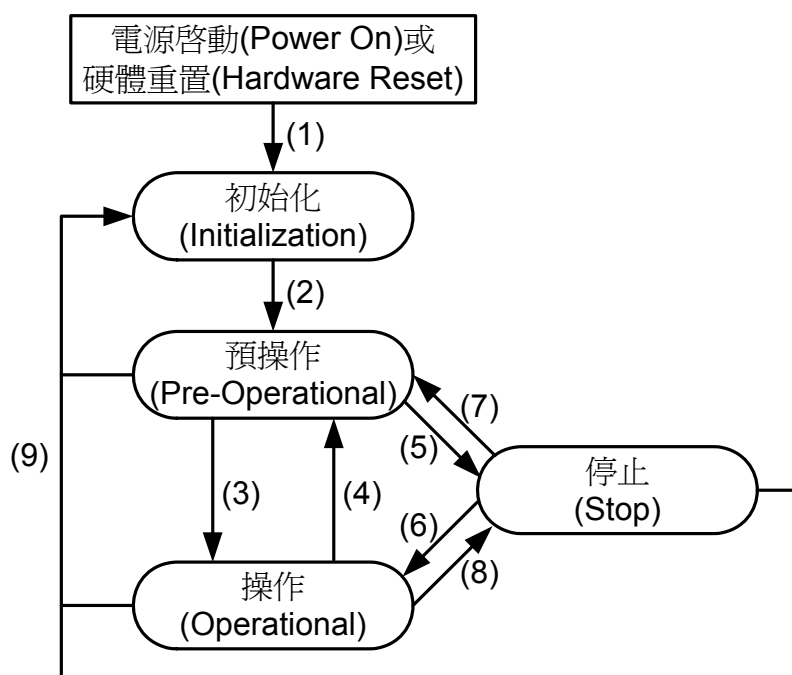 電源啓動(Power On)或
硬體重置(Hardware Reset)
(1)
初始化
(Initialization)
(2)
預操作
(Pre-Operational)
(7)
(5)
(9)
(3)
(4)
停止
(Stop)
(6)
(8)
操作
(Operational)